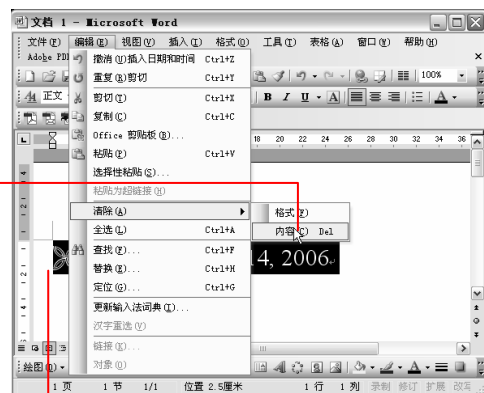 文档 1 - Microsoft Word
文件(F) 编辑(E) 视图(V) 插入(I) 格式(O) 工具(T) 表格(A) 窗口(W) 帮助(H)
Adobe PDF
撤消(U)插入日期和时间 Ctrl+Z
重复(R)剪切 Ctrl+Y
100%
正文
剪切(T) Ctrl+X
B I U A A
复制(C) Ctrl+C
Office 剪贴板(B)...
18 20 22 24 26 28 30 32 34 36
粘贴(P) Ctrl+V
选择性粘贴(S)...
粘贴为超链接(H)
清除(A)
格式(F)
全选(L) Ctrl+A
内容(C) Del
查找(F)... Ctrl+F
4, 2006
替换(E)... Ctrl+H
定位(G)... Ctrl+G
更新输入法词典(I)...
汉字重选(V)
链接(K)...
对象(O)
绘图(R)
1 页 1 节 1/1 位置 2.5厘米 1 行 1 列 录制 修订 扩展 改写